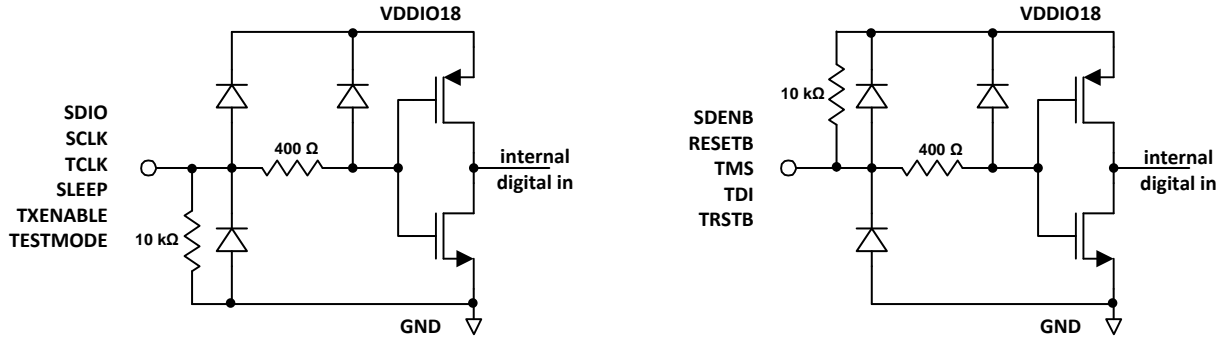 VDDIO18
SDIO
SCLK
TCLK
SLEEP
TXENABLE
TESTMODE
10 kΩ
400 Ω
internal
digital in
GND
VDDIO18
10 kΩ
SDENB
RESETB
TMS
TDI
TRSTB
400 Ω
internal
digital in
GND